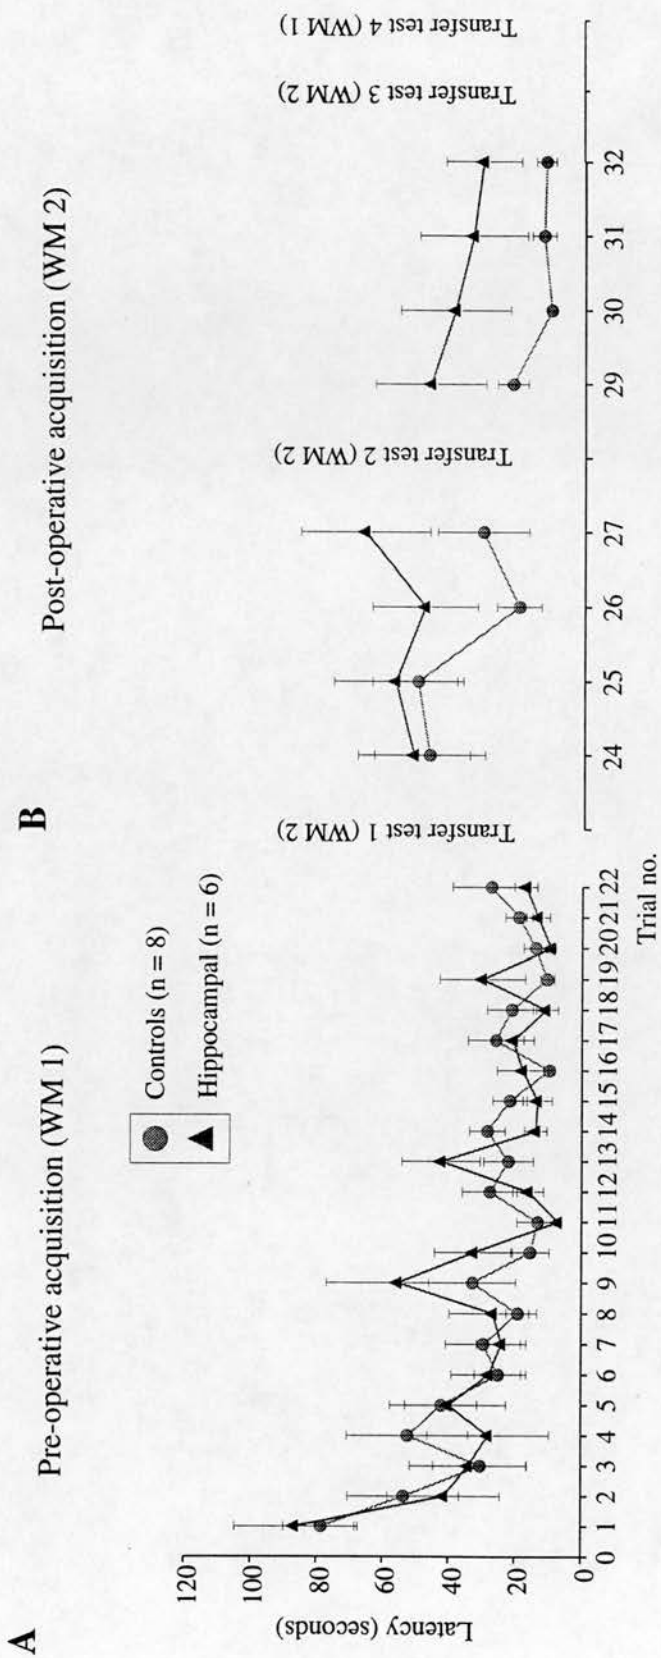 A
Pre-operative acquisition (WM 1)
Controls (n = 8)
Hippocampal (n = 6)
Latency (seconds)
120
100
80
60
40
20
0
0 1 2 3 4 5 6 7 8 9 10 11 12 13 14 15 16 17 18 19 20 21 22
Trial no.
B
Post-operative acquisition (WM 2)
Transfer test 1 (WM 2)
24 25 26 27
Transfer test 2 (WM 2)
29 30 31 32
Transfer test 3 (WM 2)
Transfer test 4 (WM 1)